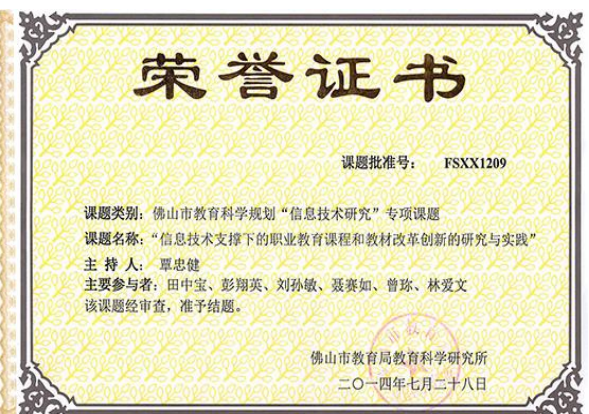 荣誉证书
课题批准号： FSXX1209
课题类别：佛山市教育科学规划“信息技术研究”专项课题
课题名称：“信息技术支撑下的职业教育课程和教材改革创新的研究与实践”
主 持 人： 覃忠健
主要参与者：田中宝、彭翔英、刘孙敏、聂赛如、曾珎、林爱文
该课题经审查，准予结题。
佛山市教育局教育科学研究所
二〇一四年七月二十八日